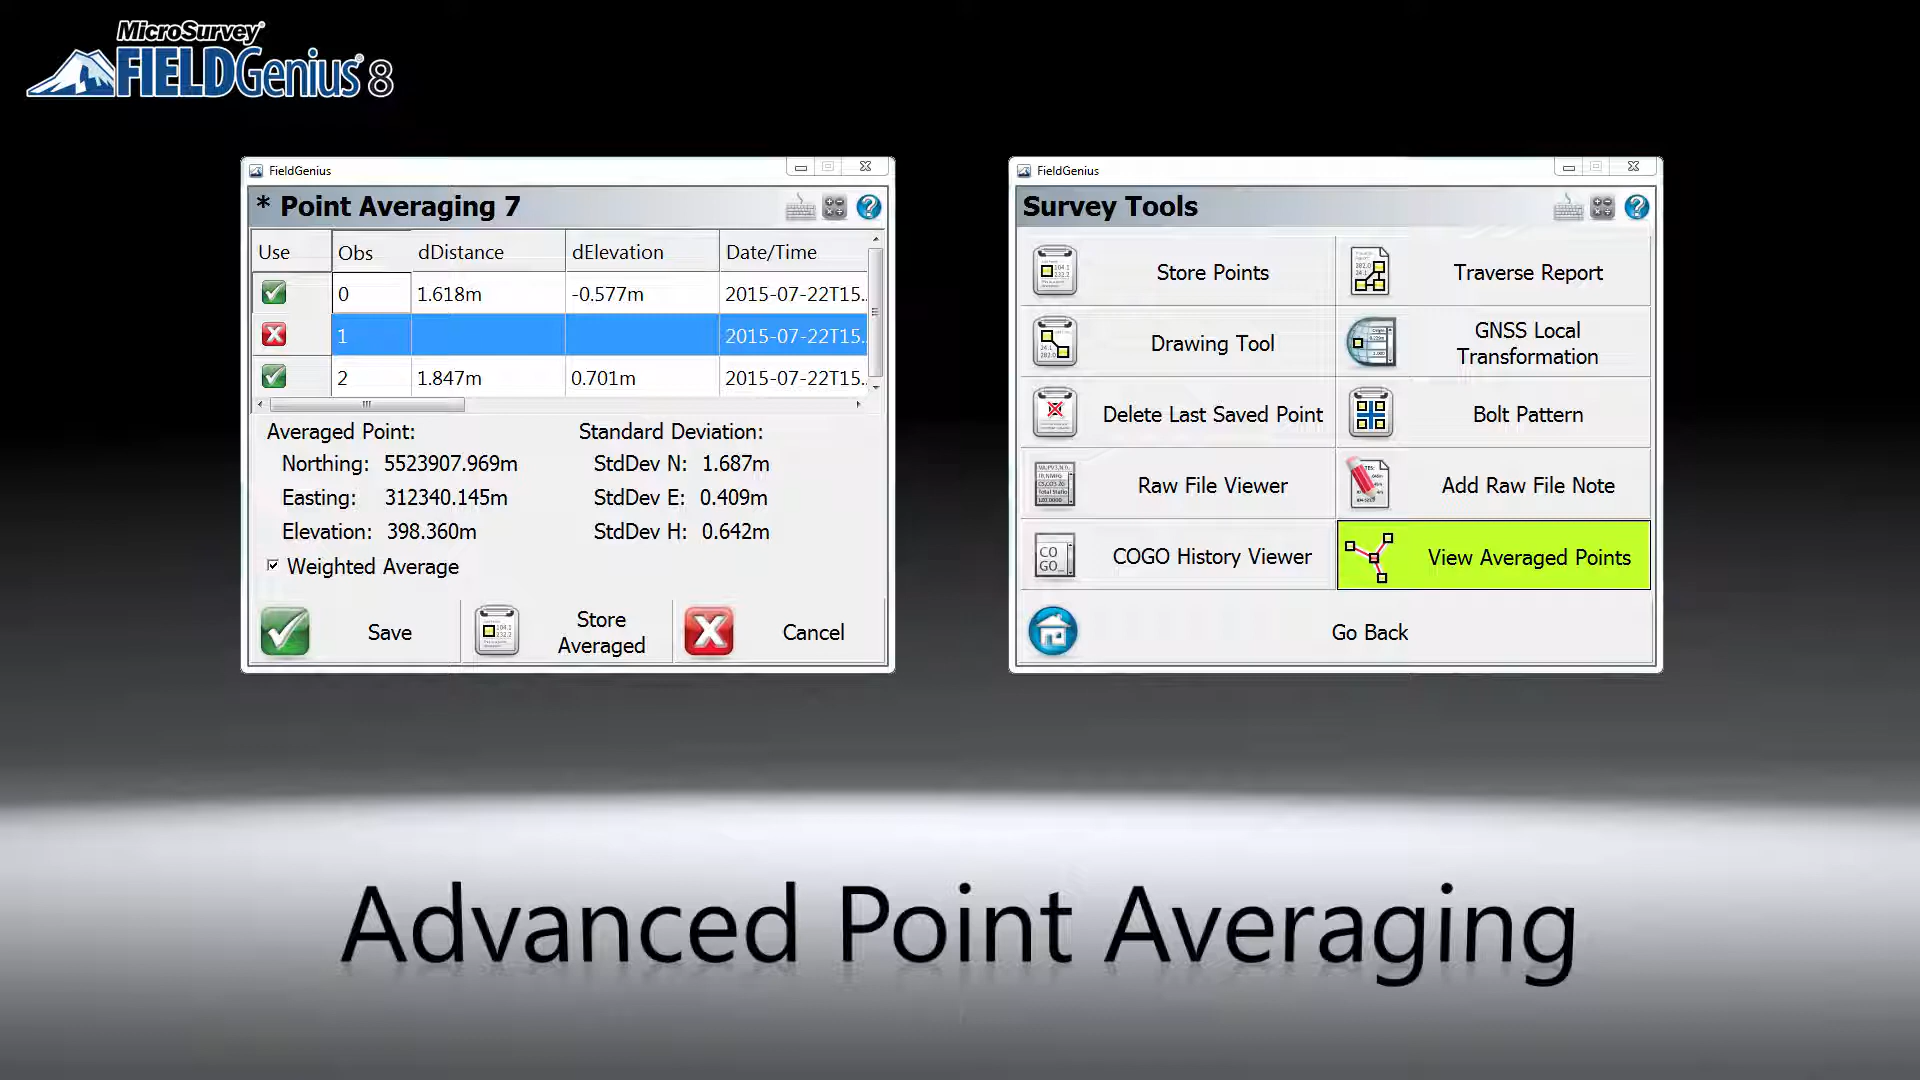 MicroSurvey
FIELDGenius® 8
FieldGenius
* Point Averaging 7
Use Obs dDistance dElevation Date/Time
0 1.618m -0.577m 2015-07-22T15..
1 2015-07-22T15..
2 1.847m 0.701m 2015-07-22T15..
Averaged Point: Standard Deviation:
Northing: 5523907.969m StdDev N: 1.687m
Easting: 312340.145m StdDev E: 0.409m
Elevation: 398.360m StdDev H: 0.642m
Weighted Average
Save
Store
Averaged
Cancel
FieldGenius
Survey Tools
Store Points
Traverse Report
Drawing Tool
GNSS Local
Transformation
Delete Last Saved Point
Bolt Pattern
Raw File Viewer
Add Raw File Note
CO
GO
COGO History Viewer
View Averaged Points
Go Back
Advanced Point Averaging